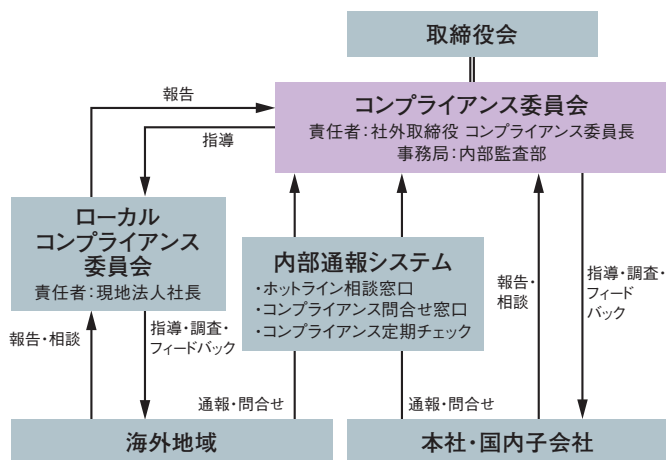 取締役会
コンプライアンス委員会
責任者：社外取締役 コンプライアンス委員長
事務局：内部監査部
報告
指導
ローカル
コンプライアンス
委員会
責任者：現地法人社長
内部通報システム
・ホットライン相談窓口
・コンプライアンス問合せ窓口
・コンプライアンス定期チェック
報告・
相談
指導・調査・
フィード
バック
報告・相談
指導・調査・
フィードバック
通報・問合せ
通報・問合せ
海外地域
本社・国内子会社